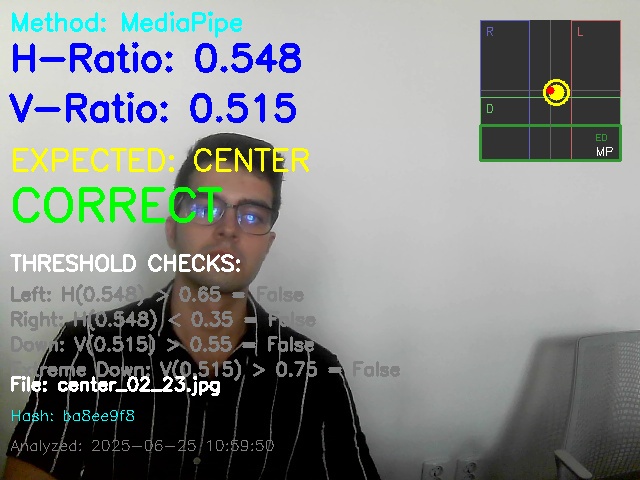 Method: MediaPipe
H-Ratio: 0.548
V-Ratio: 0.515
EXPECTED: CENTER
CORRECT
THRESHOLD CHECKS:
Left: H(0.548) > 0.65 = False
Right: H(0.548) < 0.35 = False
Down: V(0.515) > 0.55 = False
Extreme Down: V(0.515) > 0.75 = False
File: center_02_23.jpg
Hash: ba8ee9f8
Analyzed: 2025-06-25 10:59:50
R L
D
ED
MP